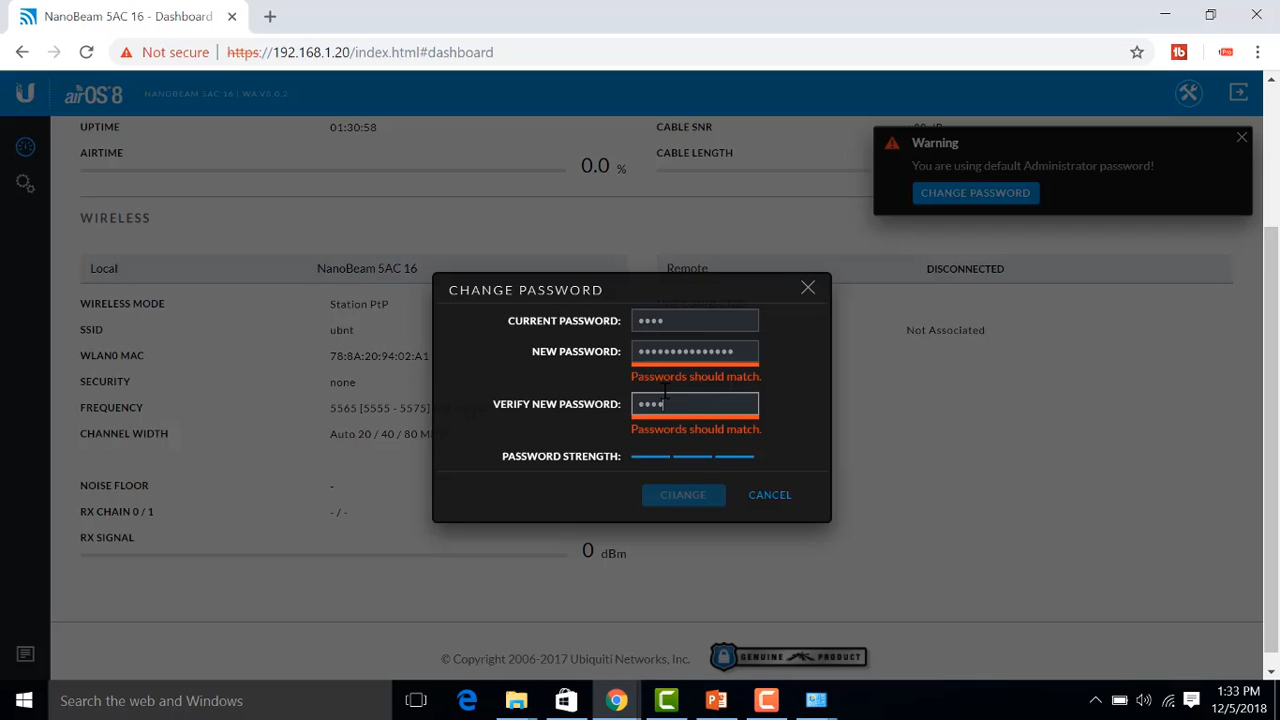 NanoBeam 5AC 16 - Dashboard
Not secure https://192.168.1.20/index.html#dashboard
airOS 8 NANOBEAM 5AC 16 | WA.V8.0.2
UPTIME 01:30:58 CABLE SNR
AIRTIME 0.0 % CABLE LENGTH
Warning
You are using default Administrator password!
CHANGE PASSWORD
WIRELESS
Local NanoBeam 5AC 16 Remote DISCONNECTED
WIRELESS MODE Station PtP
SSID ubnt Not Associated
WLAN0 MAC 78:8A:20:94:02:A1
SECURITY none
FREQUENCY 5565 [5555 - 5575]
CHANNEL WIDTH Auto 20 / 40 / 80
NOISE FLOOR -
RX CHAIN 0 / 1 - / -
RX SIGNAL 0 dBm
CHANGE PASSWORD
CURRENT PASSWORD: ••••
NEW PASSWORD: •••••••••••••••
Passwords should match.
VERIFY NEW PASSWORD: ••••
Passwords should match.
PASSWORD STRENGTH:
CHANGE CANCEL
© Copyright 2006-2017 Ubiquiti Networks, Inc. GENUINE PRODUCT
Search the web and Windows
1:33 PM
12/5/2018